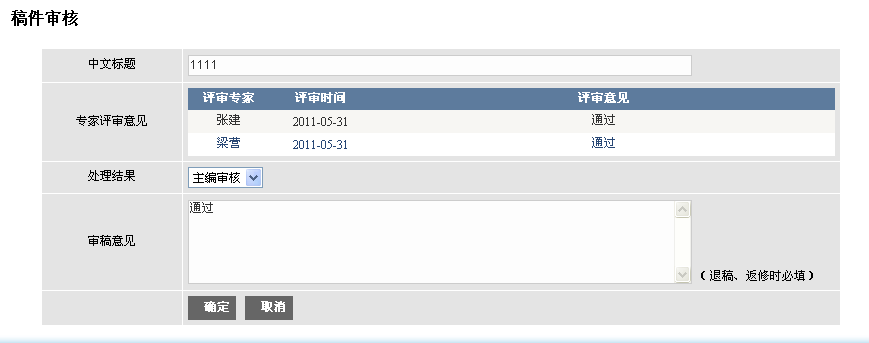 稿件审核
中文标题 1111
专家评审意见
评审专家 评审时间 评审意见
张建 2011-05-31 通过
梁营 2011-05-31 通过
处理结果 主编审核
审稿意见 通过
（退稿、返修时必填）
确定 取消